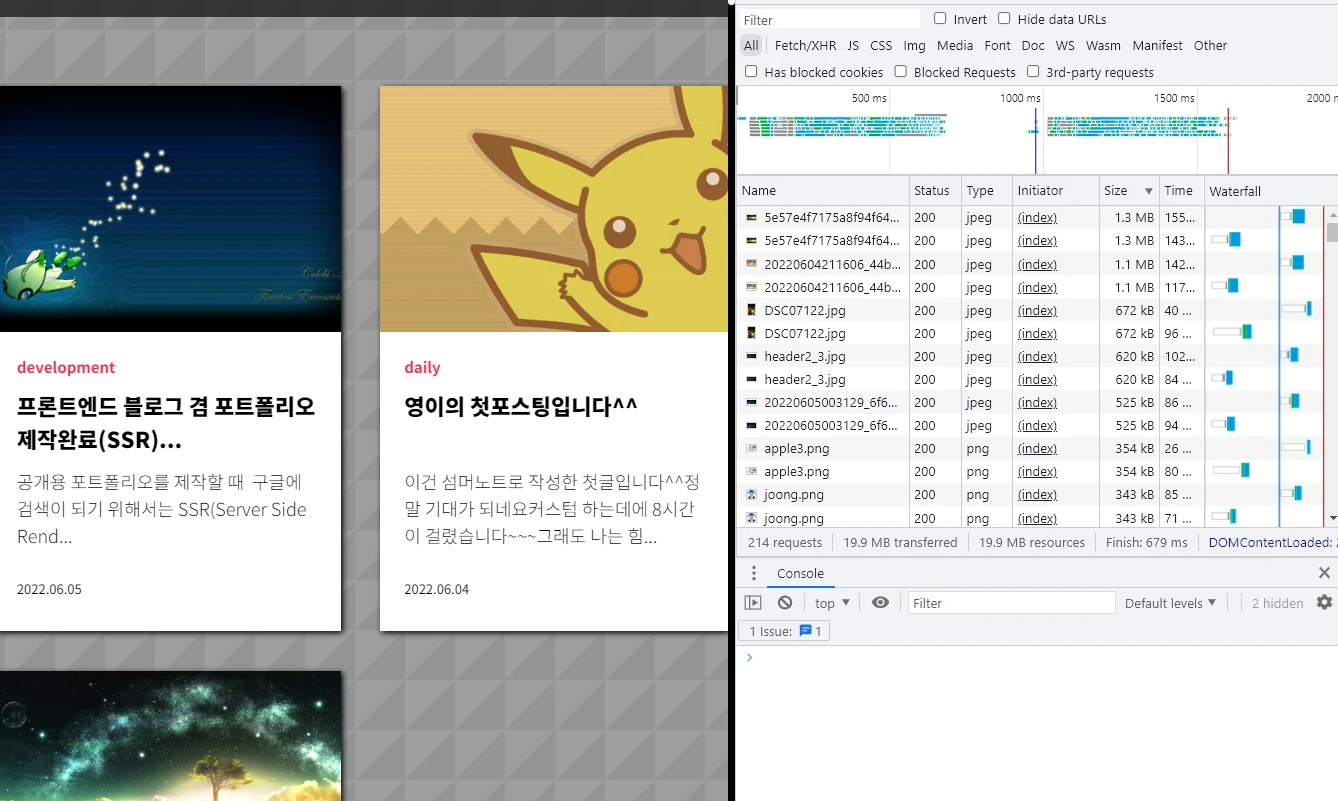 Celebi
Timeless Encount
development
프론트엔드 블로그 겸 포트폴리오
제작완료(SSR)...
공개용 포트폴리오를 제작할 때 구글에
검색이 되기 위해서는 SSR(Server Side
Rend...
2022.06.05
daily
영이의 첫포스팅입니다^^
이건 섬머노트로 작성한 첫글입니다^^정
말 기대가 되네요커스텀 하는데에 8시간
이 걸렸습니다~~~그래도 나는 힘...
2022.06.04
Filter Invert Hide data URLs
All Fetch/XHR JS CSS Img Media Font Doc WS Wasm Manifest Other
Has blocked cookies Blocked Requests 3rd-party requests
500 ms 1000 ms 1500 ms 2000 m
Name Status Type Initiator Size ▼ Time Waterfall
5e57e4f7175a8f94f64... 200 jpeg (index) 1.3 MB 155...
5e57e4f7175a8f94f64... 200 jpeg (index) 1.3 MB 143...
20220604211606_44b... 200 jpeg (index) 1.1 MB 142...
20220604211606_44b... 200 jpeg (index) 1.1 MB 117...
DSC07122.jpg 200 jpeg (index) 672 kB 40 ...
DSC07122.jpg 200 jpeg (index) 672 kB 96 ...
header2_3.jpg 200 jpeg (index) 620 kB 102...
header2_3.jpg 200 jpeg (index) 620 kB 84 ...
20220605003129_6f6... 200 jpeg (index) 525 kB 86 ...
20220605003129_6f6... 200 jpeg (index) 525 kB 94 ...
apple3.png 200 png (index) 354 kB 26 ...
apple3.png 200 png (index) 354 kB 80 ...
joong.png 200 png (index) 343 kB 85 ...
joong.png 200 png (index) 343 kB 71 ...
214 requests 19.9 MB transferred 19.9 MB resources Finish: 679 ms DOMContentLoaded:
Console
top ▼ Filter Default levels ▼ 2 hidden
1 Issue: 1